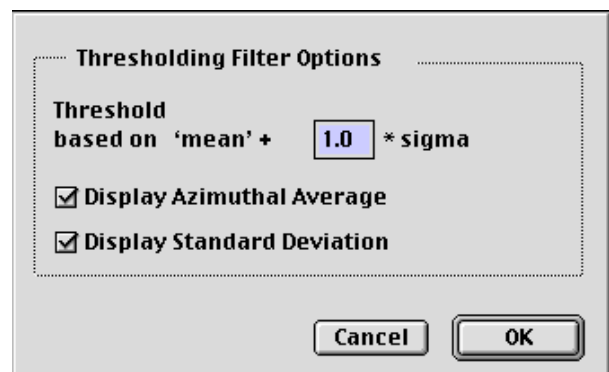 Thresholding Filter Options
Threshold
based on ‘mean’ + 1.0 * sigma
Display Azimuthal Average
Display Standard Deviation
Cancel OK